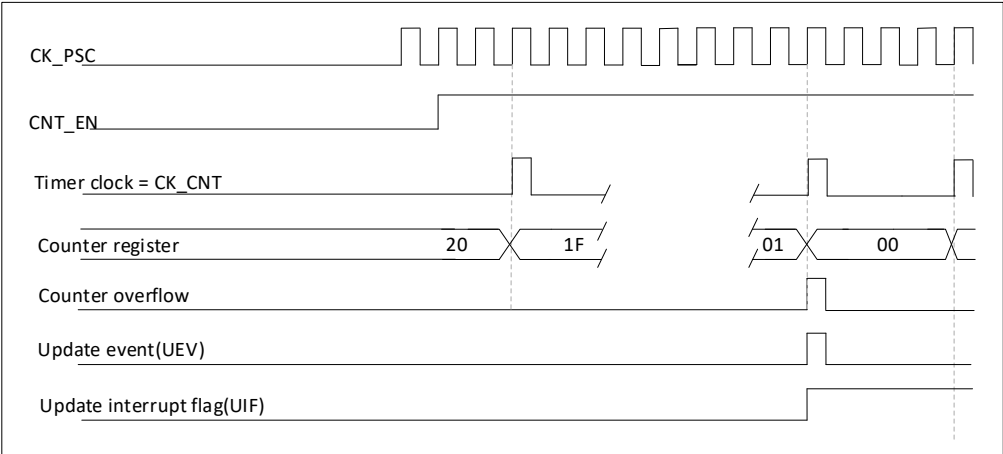 CK_PSC
CNT_EN
Timer clock = CK_CNT
Counter register 20 1F 01 00
Counter overflow
Update event(UEV)
Update interrupt flag(UIF)